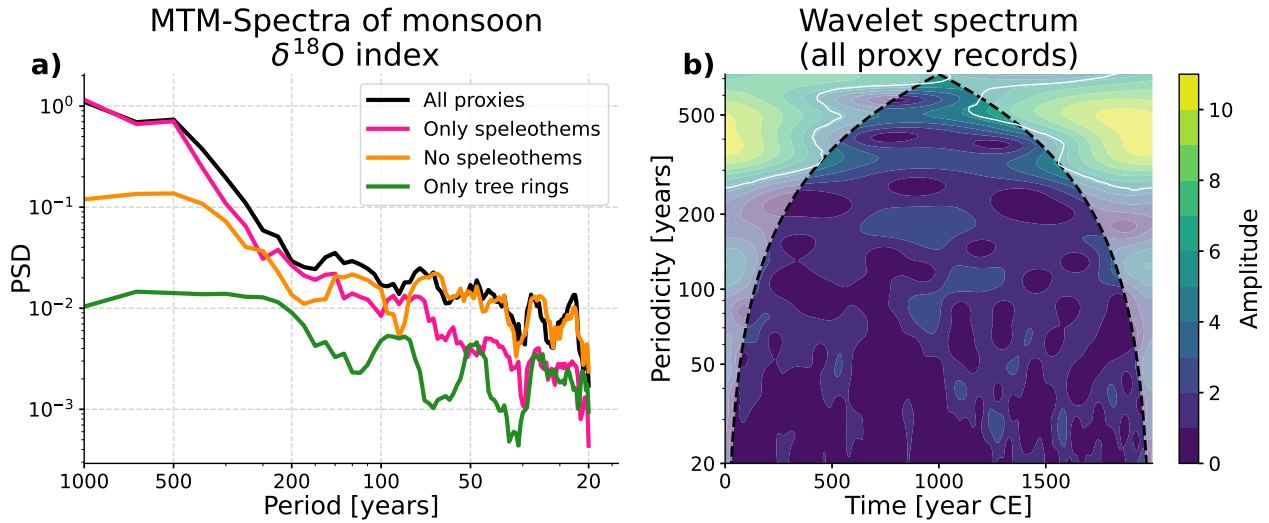 MTM-Spectra of monsoon
δ¹⁸O index
a)
10⁰
10⁻¹
10⁻²
10⁻³
PSD
All proxies
Only speleothems
No speleothems
Only tree rings
1000 500 200 100 50 20
Period [years]
Wavelet spectrum
(all proxy records)
b)
500
200
100
50
20
Periodicity [years]
0 500 1000 1500
Time [year CE]
10
8
6
4
2
0
Amplitude